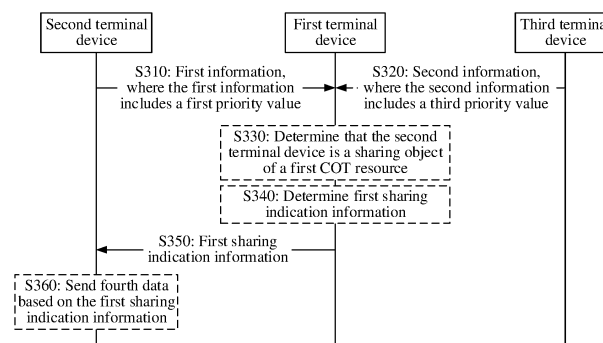 Second terminal
device
First terminal
device
Third terminal
device
S310: First information,
where the first information
includes a first priority value
S320: Second information,
where the second information
includes a third priority value
S330: Determine that the second
terminal device is a sharing object
of a first COT resource
S340: Determine first sharing
indication information
S350: First sharing
indication information
S360: Send fourth data
based on the first sharing
indication information